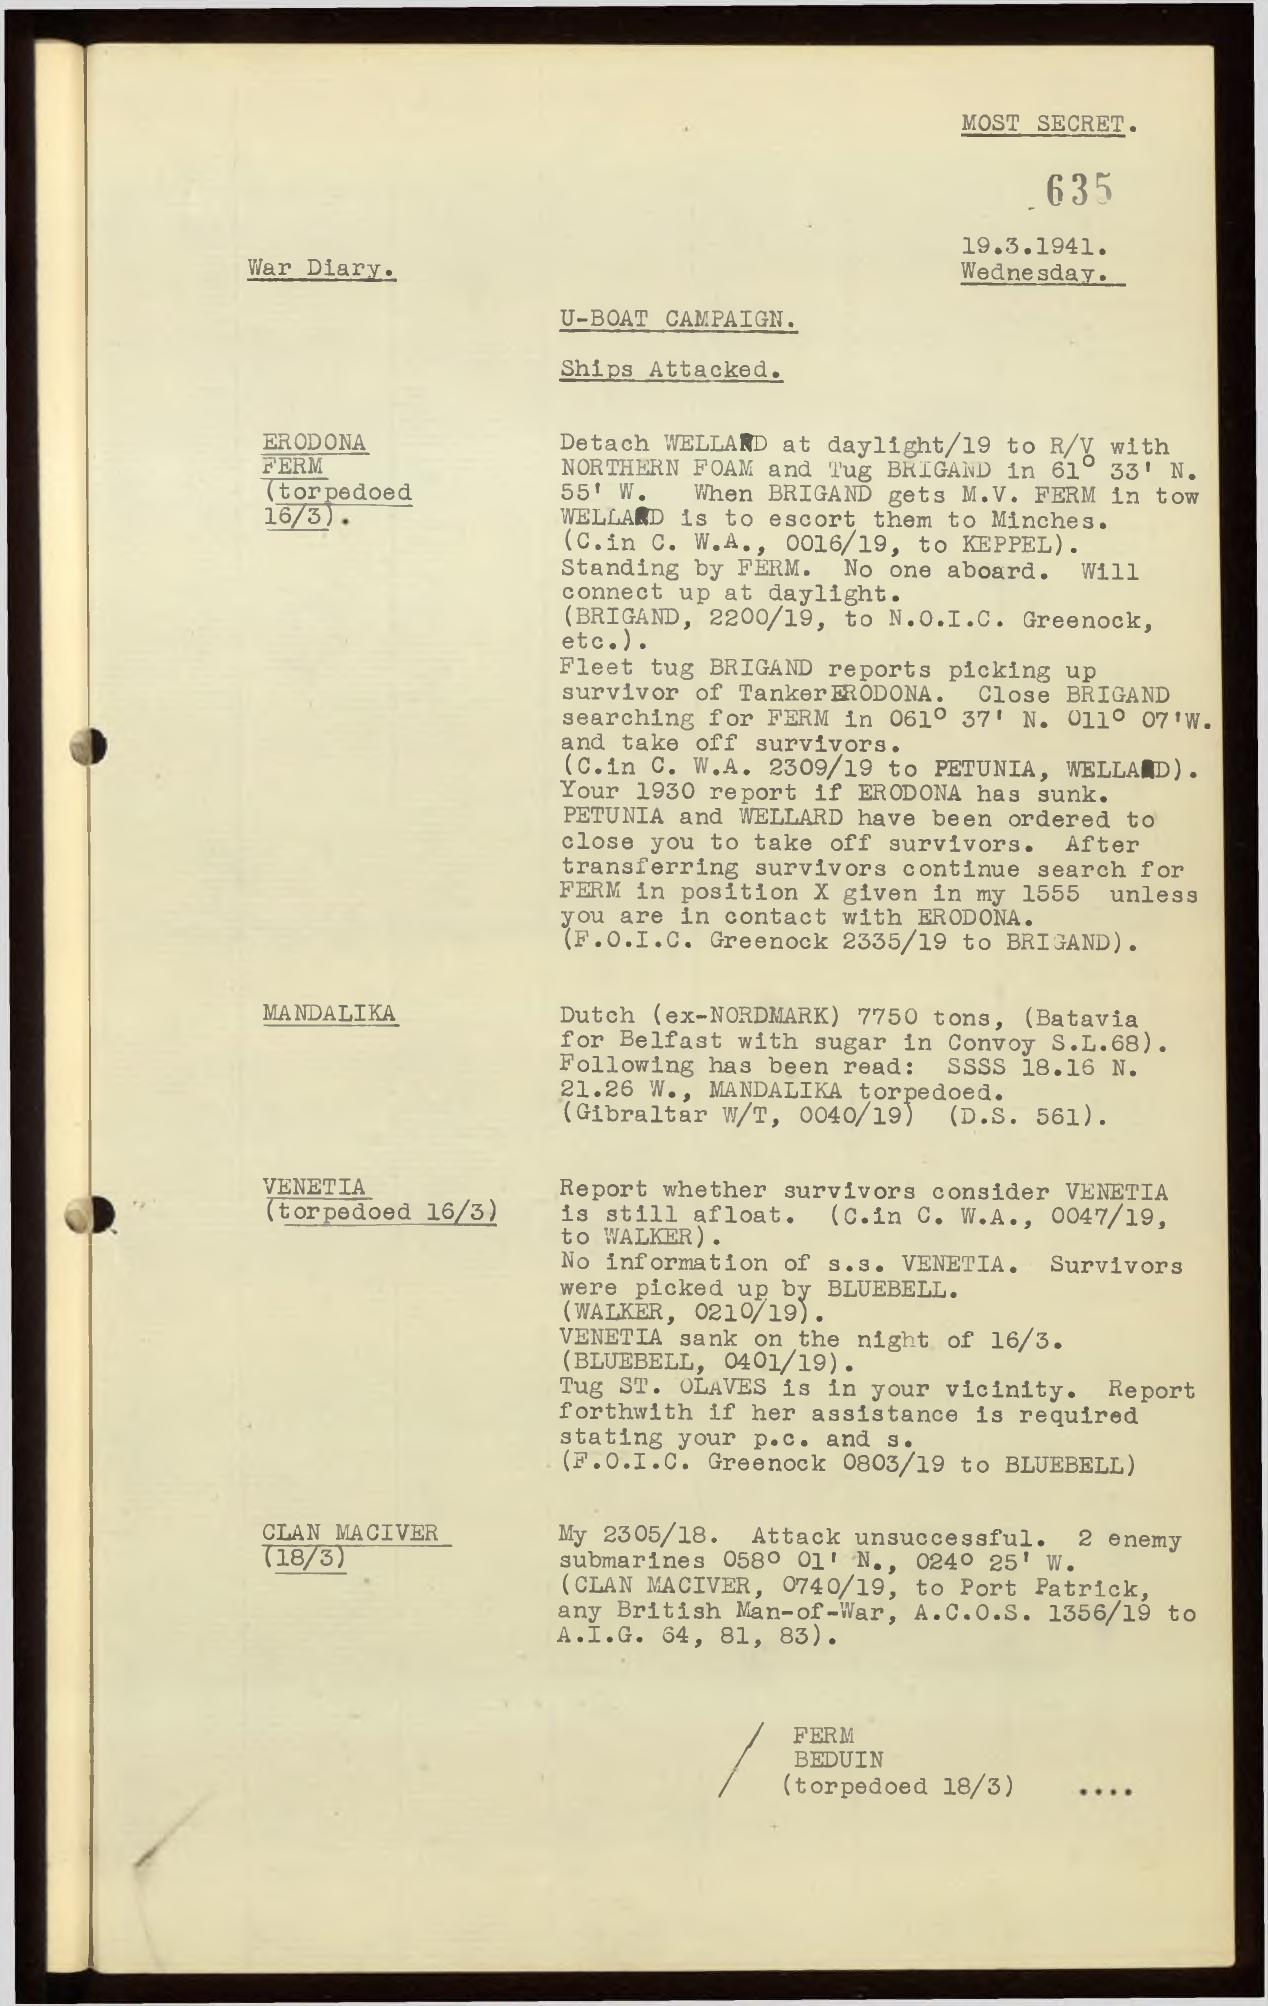 MOST SECRET.
635
19.3.1941.
Wednesday.
War Diary.
U-BOAT CAMPAIGN.
Ships Attacked.
ERODONA
FERM
(torpedoed
16/3).
Detach WELLARD at daylight/19 to R/V with
NORTHERN FOAM and Tug BRIGAND in 61° 33' N.
55' W. When BRIGAND gets M.V. FERM in tow
WELLARD is to escort them to Minches.
(C.in C. W.A., 0016/19, to KEPPEL).
Standing by FERM. No one aboard. Will
connect up at daylight.
(BRIGAND, 2200/19, to N.O.I.C. Greenock,
etc.).
Fleet tug BRIGAND reports picking up
survivor of Tanker ERODONA. Close BRIGAND
searching for FERM in 061° 37' N. 011° 07'W.
and take off survivors.
(C.in C. W.A. 2309/19 to PETUNIA, WELLARD).
Your 1930 report if ERODONA has sunk.
PETUNIA and WELLARD have been ordered to
close you to take off survivors. After
transferring survivors continue search for
FERM in position X given in my 1555 unless
you are in contact with ERODONA.
(F.O.I.C. Greenock 2335/19 to BRIGAND).
MANDALIKA
Dutch (ex-NORDMARK) 7750 tons, (Batavia
for Belfast with sugar in Convoy S.L.68).
Following has been read: SSSS 18.16 N.
21.26 W., MANDALIKA torpedoed.
(Gibraltar W/T, 0040/19) (D.S. 561).
VENETIA
(torpedoed 16/3)
Report whether survivors consider VENETIA
is still afloat. (C.in C. W.A., 0047/19,
to WALKER).
No information of s.s. VENETIA. Survivors
were picked up by BLUEBELL.
(WALKER, 0210/19).
VENETIA sank on the night of 16/3.
(BLUEBELL, 0401/19).
Tug ST. OLAVES is in your vicinity. Report
forthwith if her assistance is required
stating your p.c. and s.
(F.O.I.C. Greenock 0803/19 to BLUEBELL)
CLAN MACIVER
(18/3)
My 2305/18. Attack unsuccessful. 2 enemy
submarines 058° 01' N., 024° 25' W.
(CLAN MACIVER, 0740/19, to Port Patrick,
any British Man-of-War, A.C.O.S. 1356/19 to
A.I.G. 64, 81, 83).
/ FERM
BEDUIN
(torpedoed 18/3) ....